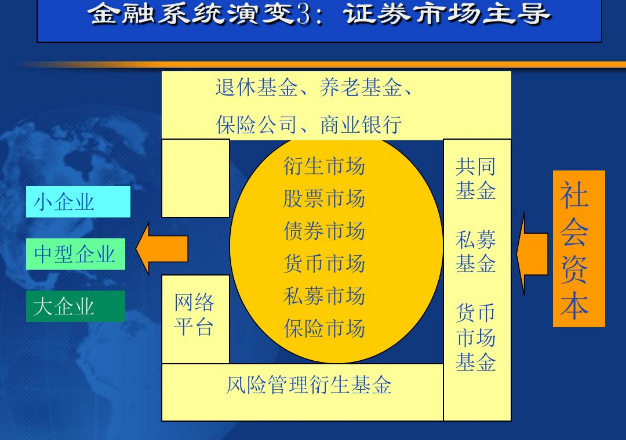 金融系统演变3：证券市场主导
退休基金、养老基金、
保险公司、商业银行
衍生市场
股票市场
债券市场
货币市场
私募市场
保险市场
共同
基金
私募
基金
货币
市场
基金
社
会
资
本
小企业
中型企业
大企业
网络
平台
风险管理衍生基金